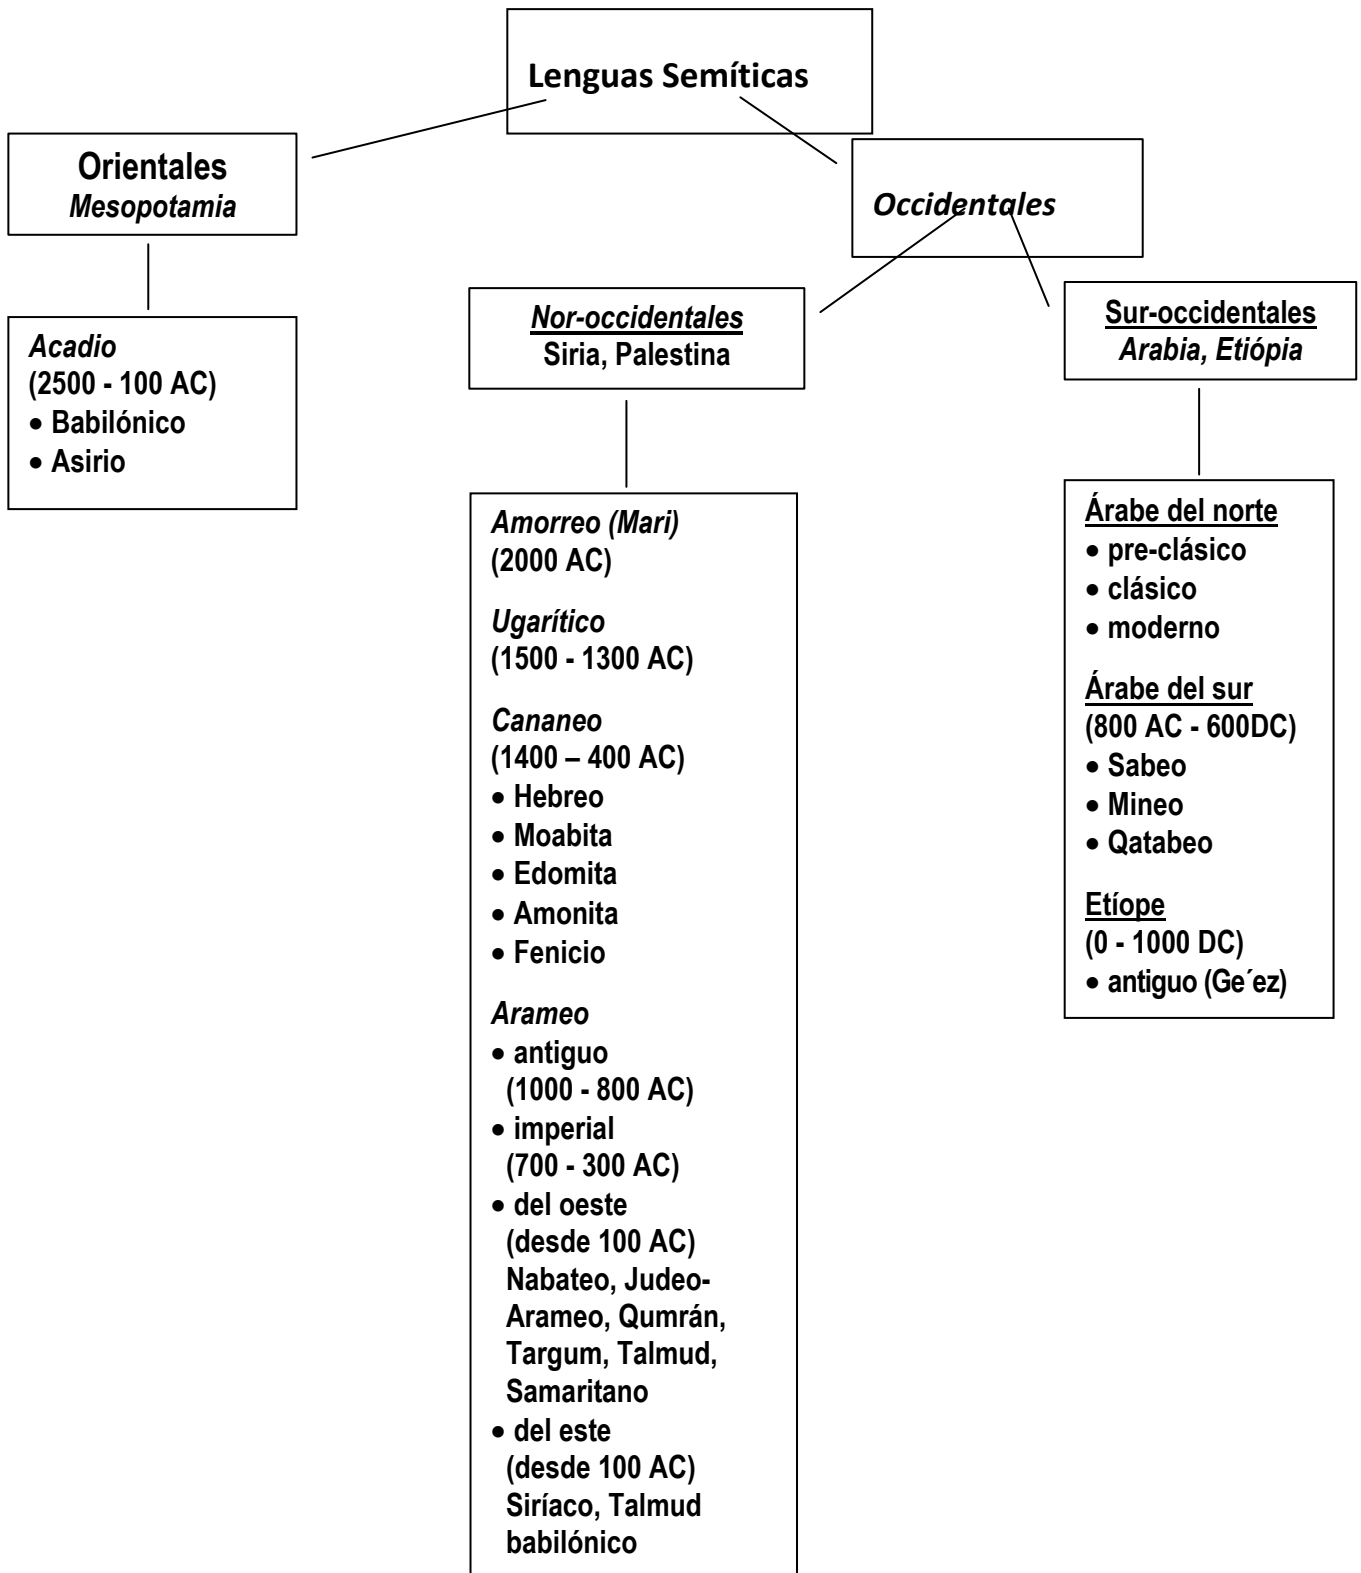 Lenguas Semíticas
Orientales
Mesopotamia
Occidentales
Acadio
(2500 - 100 AC)
• Babilónico
• Asirio
Nor-occidentales
Siria, Palestina
Sur-occidentales
Arabia, Etiópia
Amorreo (Mari)
(2000 AC)
Ugarítico
(1500 - 1300 AC)
Cananeo
(1400 – 400 AC)
• Hebreo
• Moabita
• Edomita
• Amonita
• Fenicio
Arameo
• antiguo
(1000 - 800 AC)
• imperial
(700 - 300 AC)
• del oeste
(desde 100 AC)
Nabateo, Judeo-
Arameo, Qumrán,
Targum, Talmud,
Samaritano
• del este
(desde 100 AC)
Siríaco, Talmud
babilónico
Árabe del norte
• pre-clásico
• clásico
• moderno
Árabe del sur
(800 AC - 600DC)
• Sabeo
• Mineo
• Qatabeo
Etíope
(0 - 1000 DC)
• antiguo (Ge´ez)